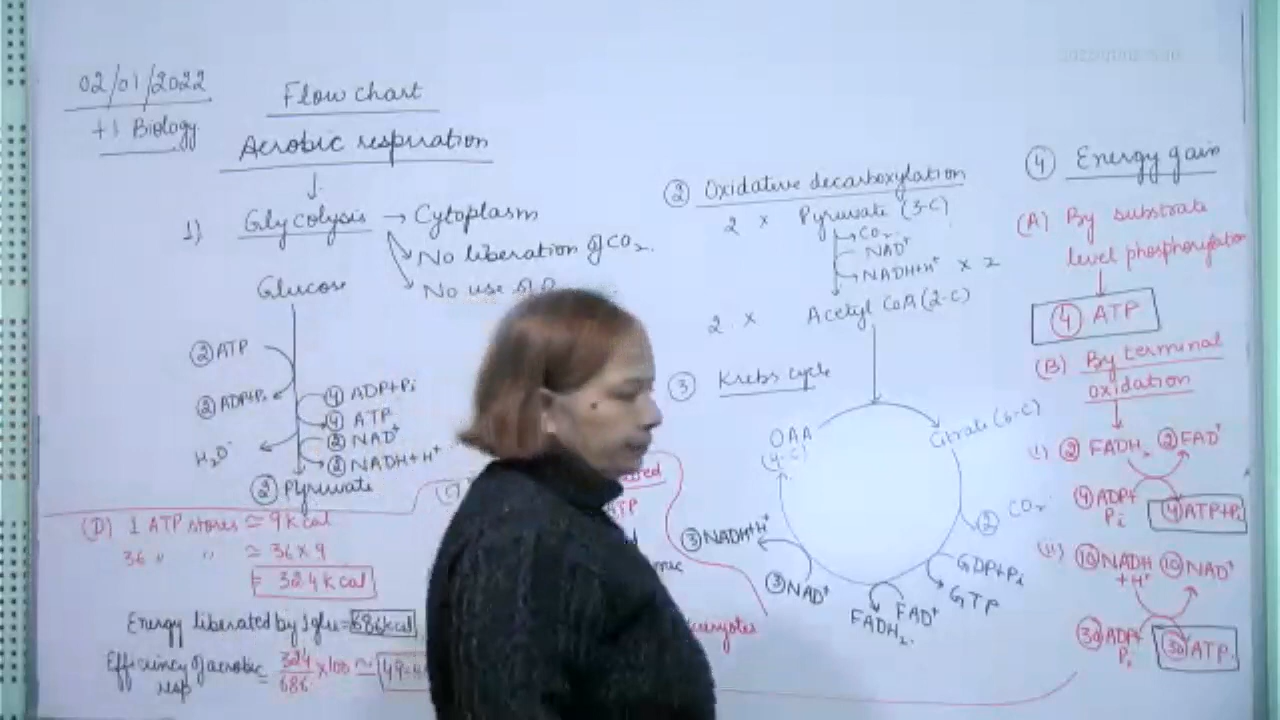 02/01/2022
+1 Biology
Flow chart
Aerobic respiration
1) Glycolysis → Cytoplasm
No liberation of CO2.
No use of
Glucose
② ATP
② ADP+Pi
④ ADP+Pi
④ ATP
② NAD+
② NADH+H+
H2O
② Pyruvate
(D) 1 ATP stores ≅ 9 kcal
36 " " ≅ 36×9
= 324 kcal
Energy liberated by 1 glu = 686 kcal
Efficiency of aerobic resp = 324/686 ×100 ≈
② Oxidative decarboxylation
2 × Pyruvate (3-C)
CO2
NAD+
NADH+H+ × 2
2 × Acetyl CoA (2-C)
③ Krebs cycle
OAA
(4-C)
Citrate (6-C)
② CO2
GDP+Pi
GTP
FAD+
FADH2
③ NAD+
③ NADH+H+
④ Energy gain
(A) By substrate
level phosphorylation
④ ATP
(B) By terminal
oxidation
(i) ② FADH2 ② FAD+
④ ADP+
Pi
④ ATP+Pi
(ii) ⑩ NADH
+H+
⑩ NAD+
㉚ ADP+
Pi
㉚ ATP